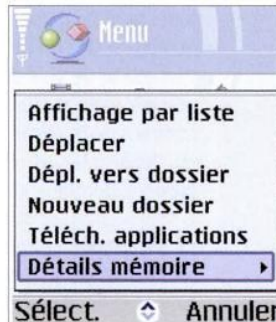 Menu
Affichage par liste
Déplacer
Dépl. vers dossier
Nouveau dossier
Téléch. applications
Détails mémoire
Sélect. Annuler